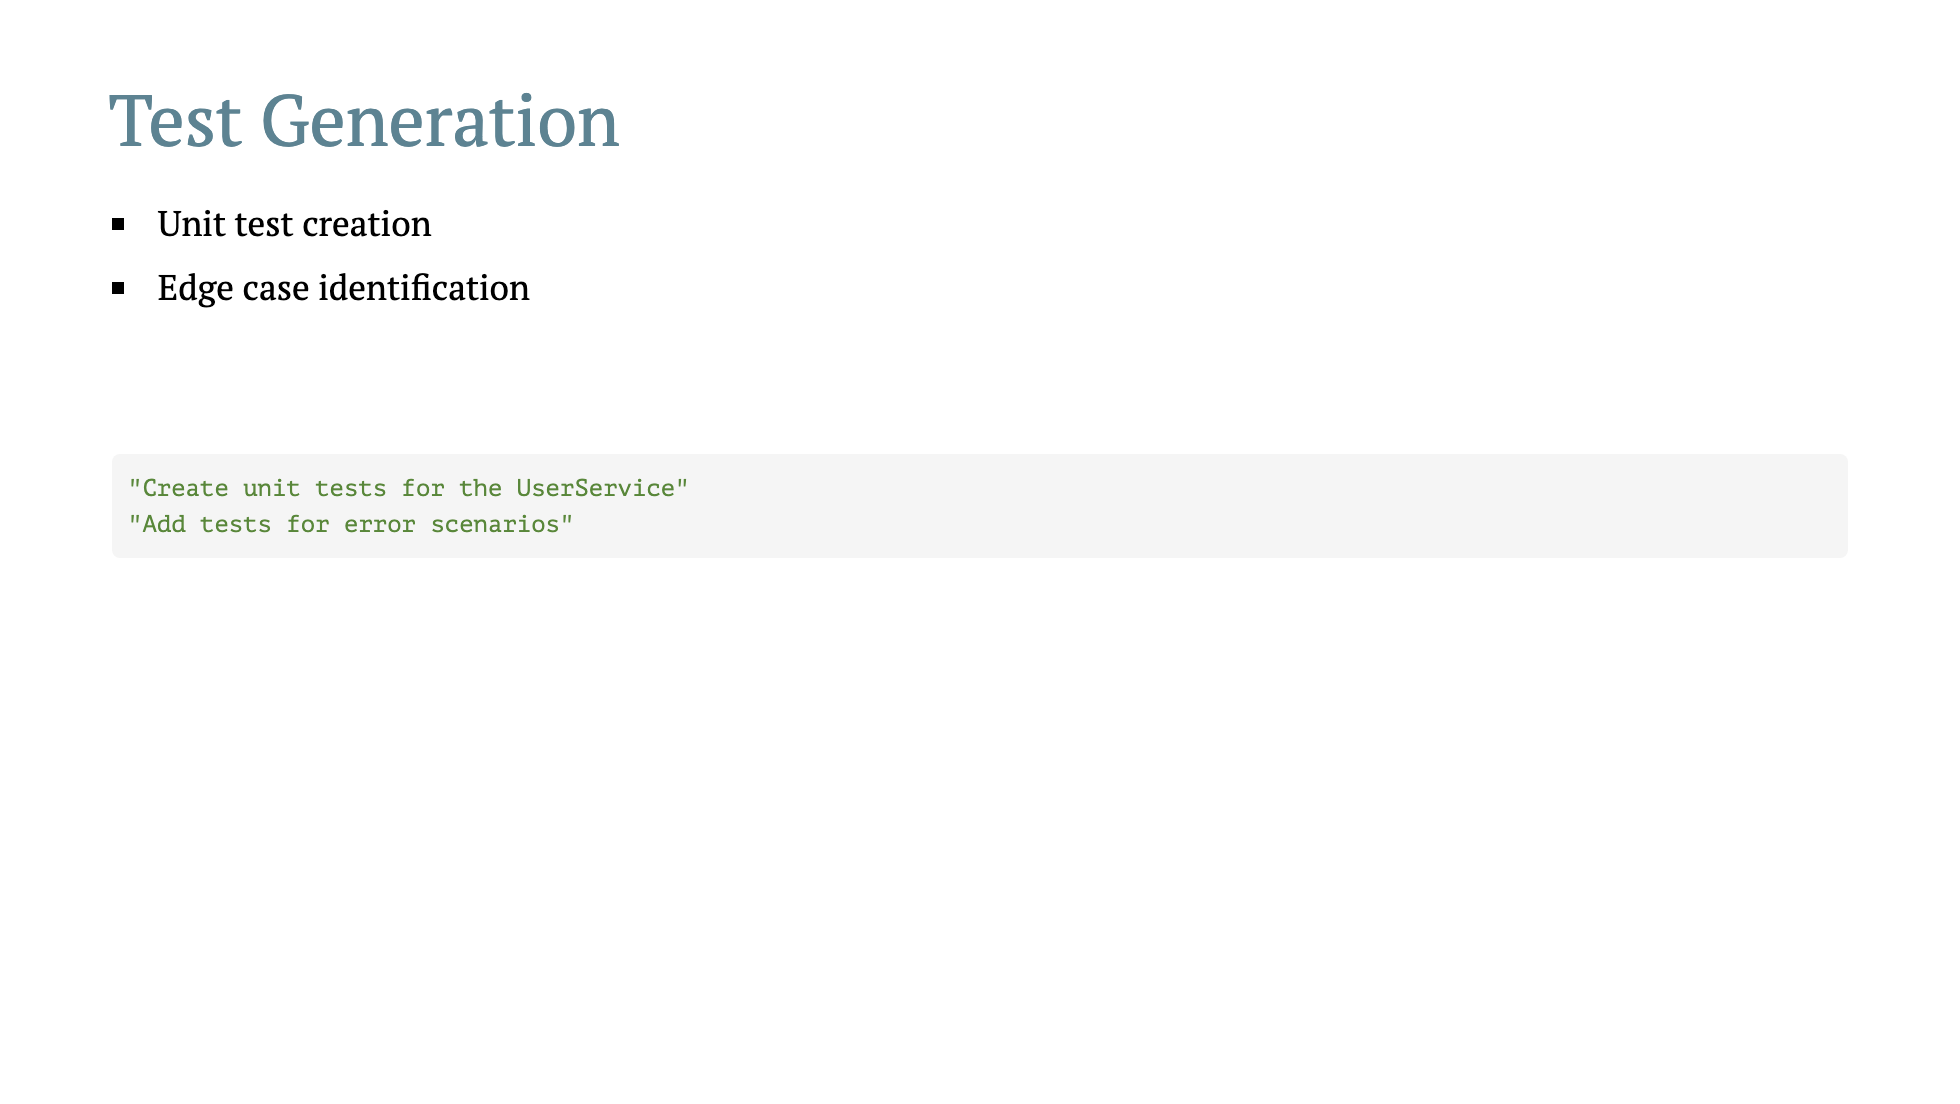 Test Generation
▪ Unit test creation
▪ Edge case identification
"Create unit tests for the UserService"
"Add tests for error scenarios"